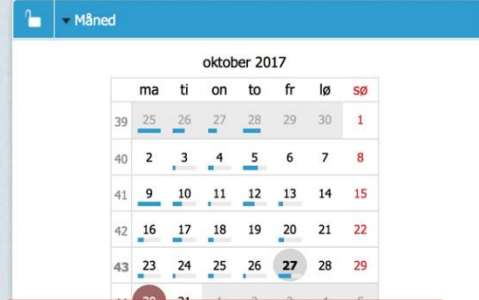 Måned
oktober 2017
ma ti on to fr lø sø
39 25 26 27 28 29 30 1
40 2 3 4 5 6 7 8
41 9 10 11 12 13 14 15
42 16 17 18 19 20 21 22
43 23 24 25 26 27 28 29
30 31